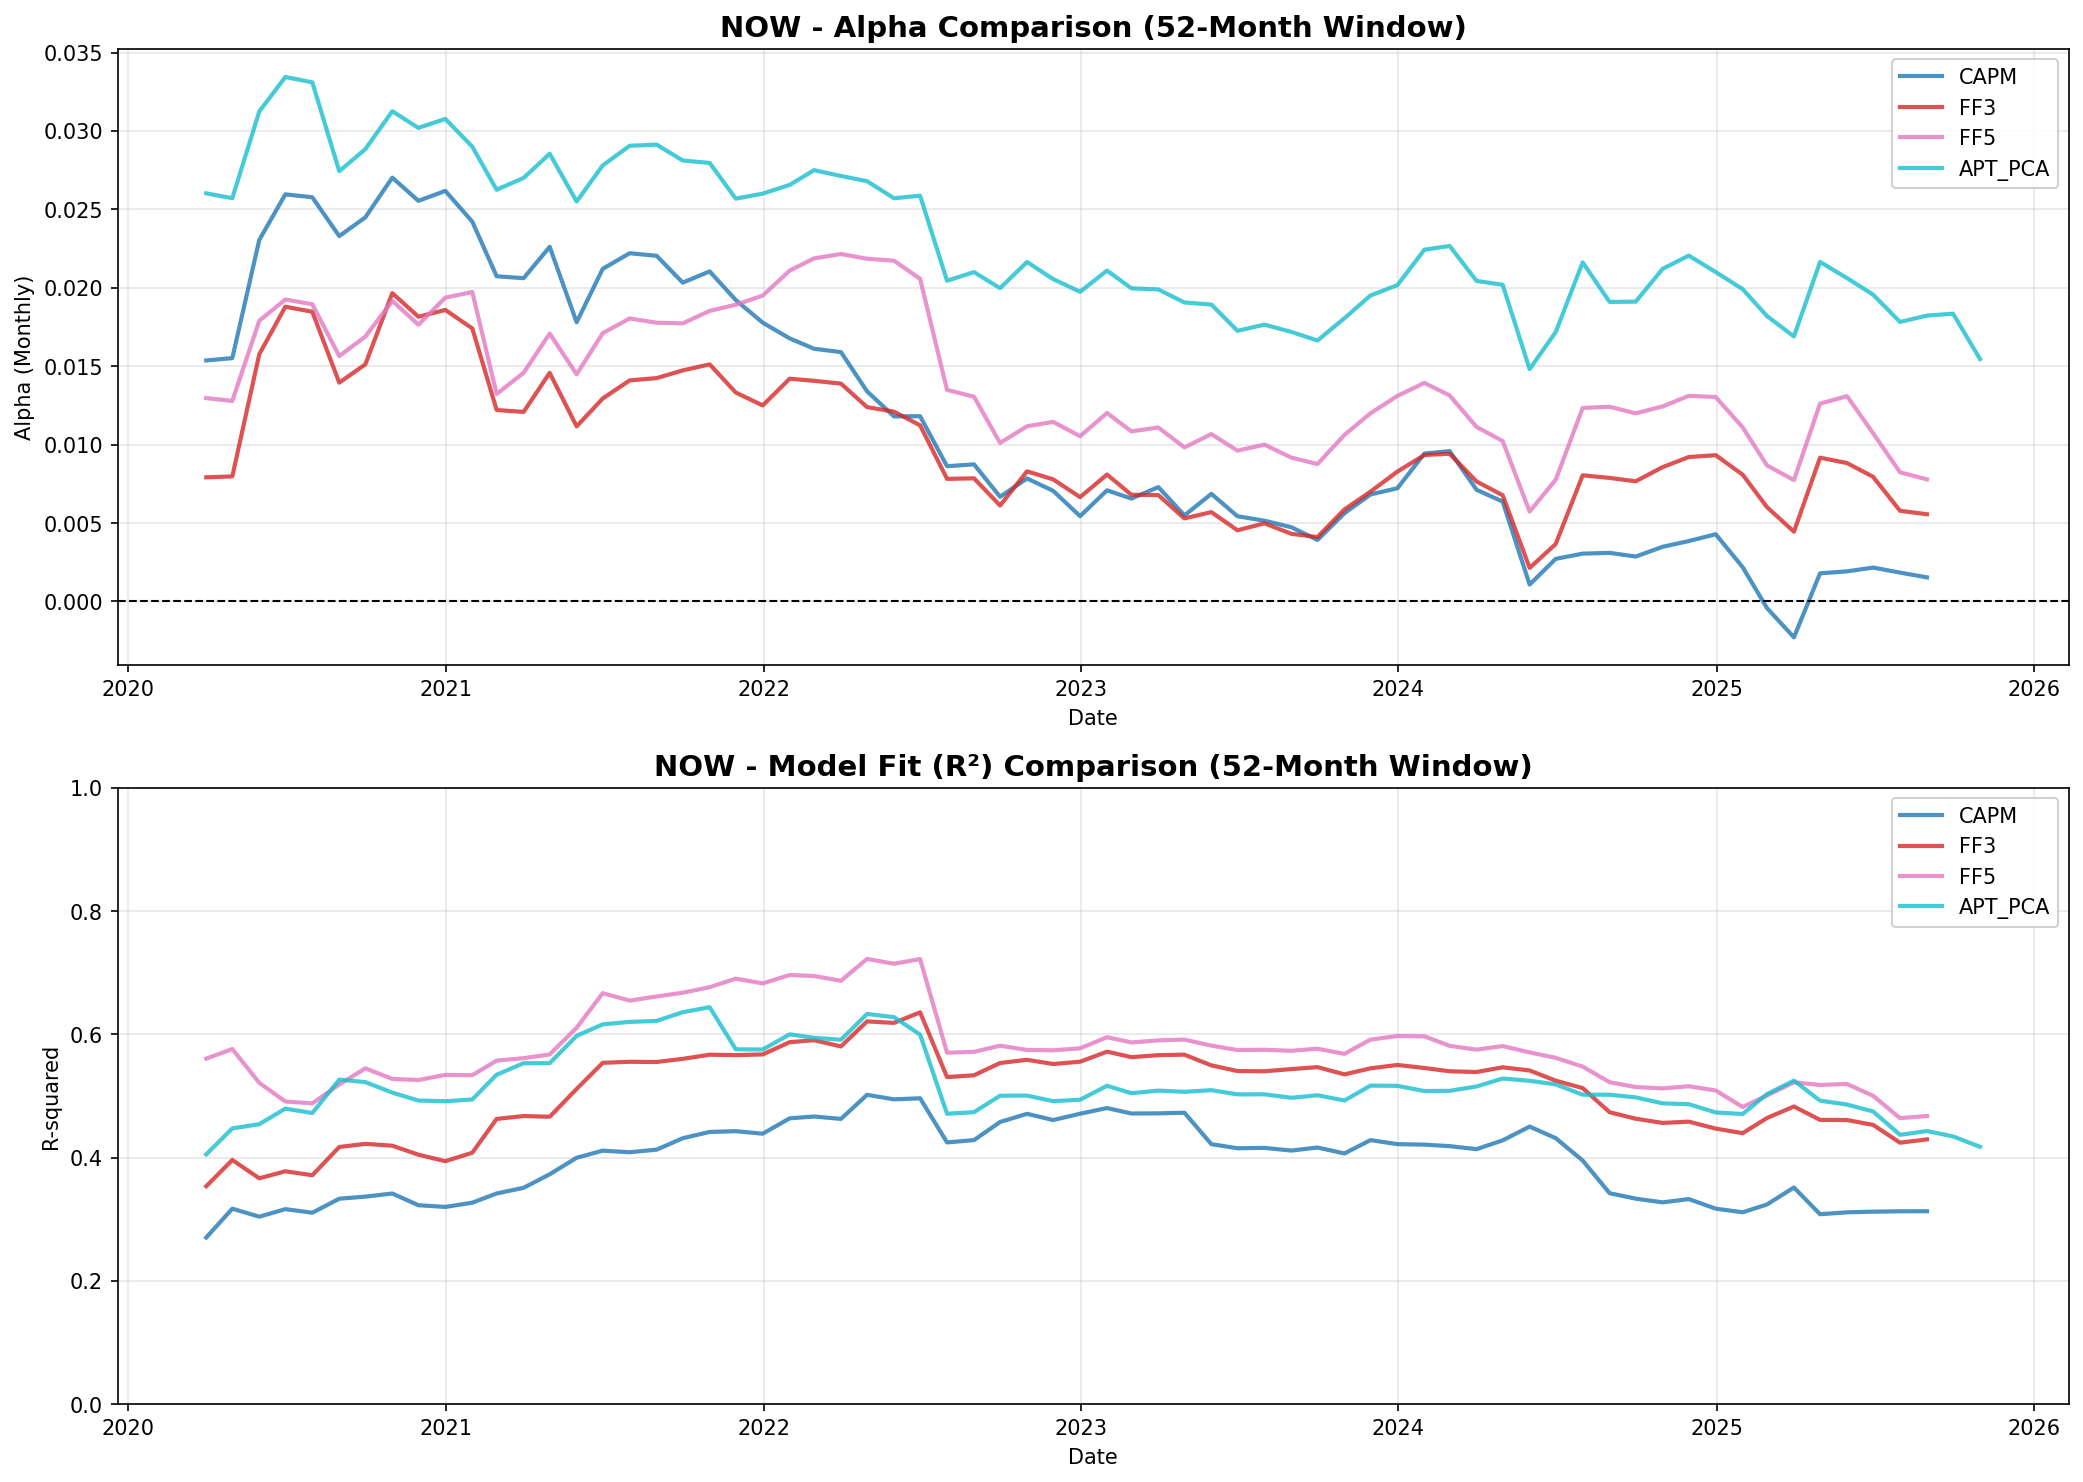 NOW - Alpha Comparison (52-Month Window)
0.035
0.030
0.025
0.020
0.015
0.010
0.005
0.000
Alpha (Monthly)
CAPM
FF3
FF5
APT_PCA
2020 2021 2022 2023 2024 2025 2026
Date
NOW - Model Fit (R²) Comparison (52-Month Window)
1.0
0.8
0.6
0.4
0.2
0.0
R-squared
CAPM
FF3
FF5
APT_PCA
2020 2021 2022 2023 2024 2025 2026
Date